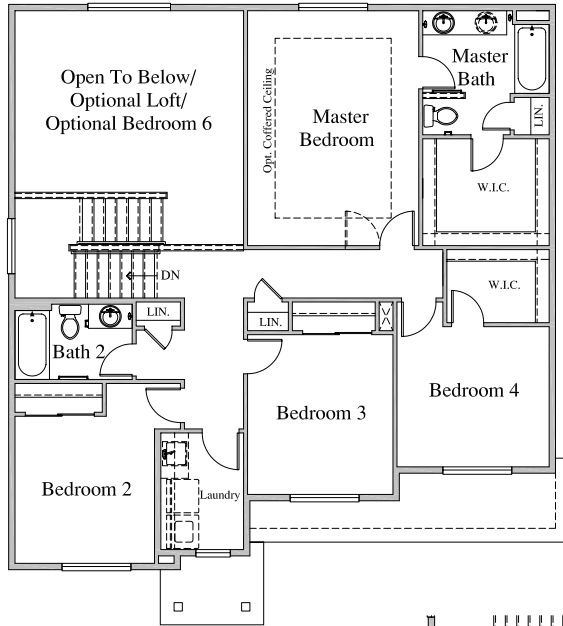 Open To Below/
Optional Loft/
Optional Bedroom 6
Opt. Coffered Ceiling
Master
Bedroom
Master
Bath
LIN.
W.I.C.
DN
W.I.C.
LIN.
LIN.
Bath 2
Bedroom 3
Bedroom 4
Bedroom 2
Laundry